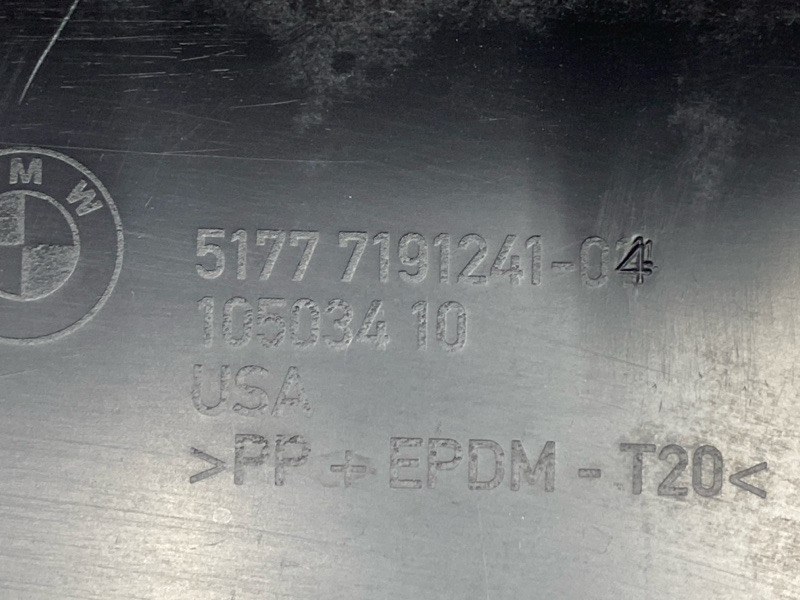 BMW
5177 7191241-04
105034 10
USA
>PP + EPDM - T20<